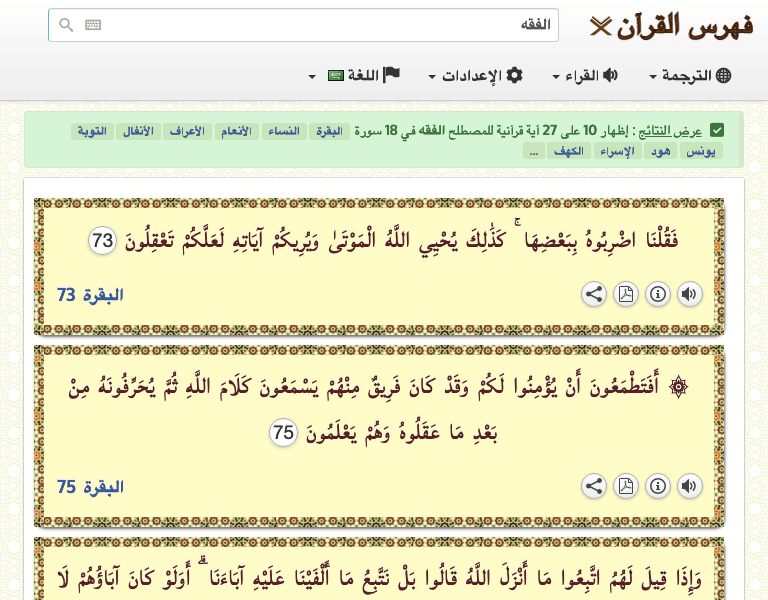 فهرس القرآن
الفقه
الترجمة القراء الإعدادات اللغة
عرض النتائج : إظهار 10 على 27 آية قرآنية للمصطلح الفقه في 18 سورة البقرة النساء الأنعام الأعراف الأنفال التوبة
يونس هود الإسراء الكهف ...
فَقُلْنَا اضْرِبُوهُ بِبَعْضِهَا ۚ كَذَٰلِكَ يُحْيِي اللَّهُ الْمَوْتَىٰ وَيُرِيكُمْ آيَاتِهِ لَعَلَّكُمْ تَعْقِلُونَ 73
البقرة 73
۞ أَفَتَطْمَعُونَ أَنْ يُؤْمِنُوا لَكُمْ وَقَدْ كَانَ فَرِيقٌ مِنْهُمْ يَسْمَعُونَ كَلَامَ اللَّهِ ثُمَّ يُحَرِّفُونَهُ مِنْ
بَعْدِ مَا عَقَلُوهُ وَهُمْ يَعْلَمُونَ 75
البقرة 75
وَإِذَا قِيلَ لَهُمُ اتَّبِعُوا مَا أَنْزَلَ اللَّهُ قَالُوا بَلْ نَتَّبِعُ مَا أَلْفَيْنَا عَلَيْهِ آبَاءَنَا ۗ أَوَلَوْ كَانَ آبَاؤُهُمْ لَا